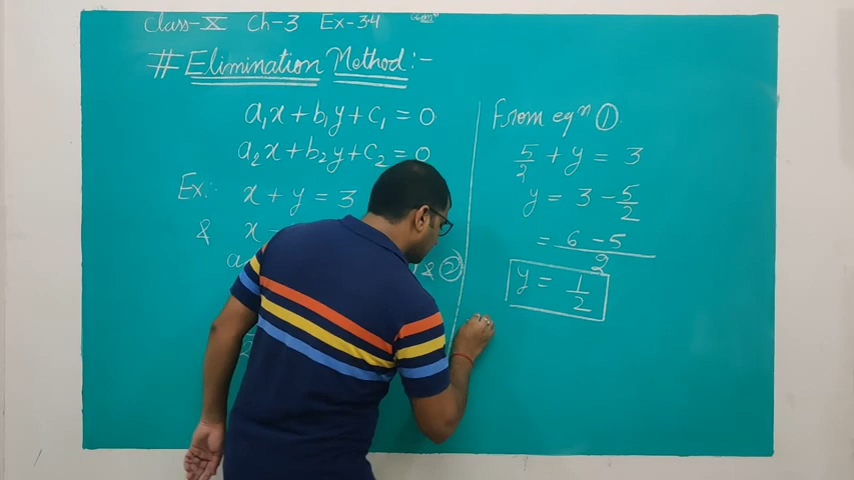 Class-X Ch-3 Ex-3.4
# Elimination Method:-
a₁x + b₁y + c₁ = 0
a₂x + b₂y + c₂ = 0
Ex:- x + y = 3
& x -
& ②
From eqⁿ ①
5/2 + y = 3
y = 3 - 5/2
= 6 - 5 / 2
y = 1/2